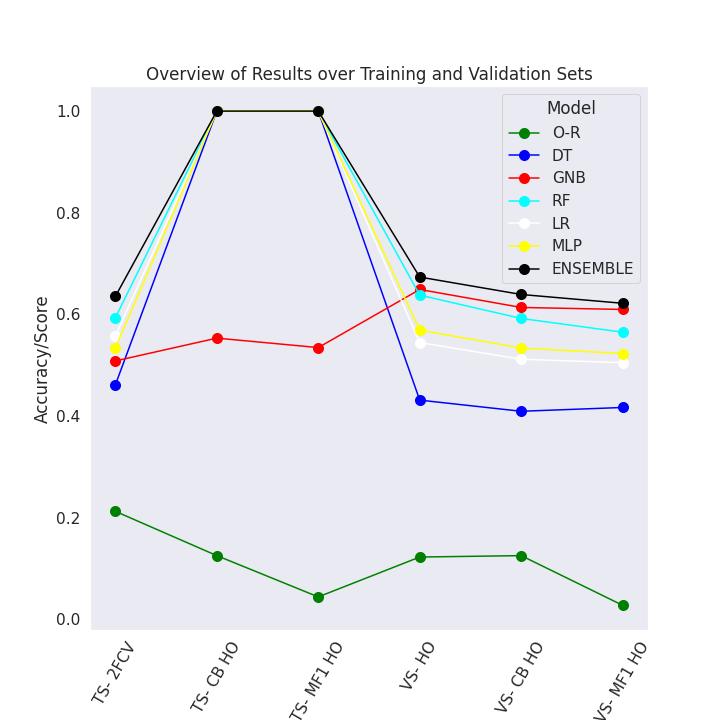 Overview of Results over Training and Validation Sets
Model
O-R
DT
GNB
RF
LR
MLP
ENSEMBLE
Accuracy/Score
1.0
0.8
0.6
0.4
0.2
0.0
TS- 2FCV
TS- CB HO
TS- MF1 HO
VS- HO
VS- CB HO
VS- MF1 HO